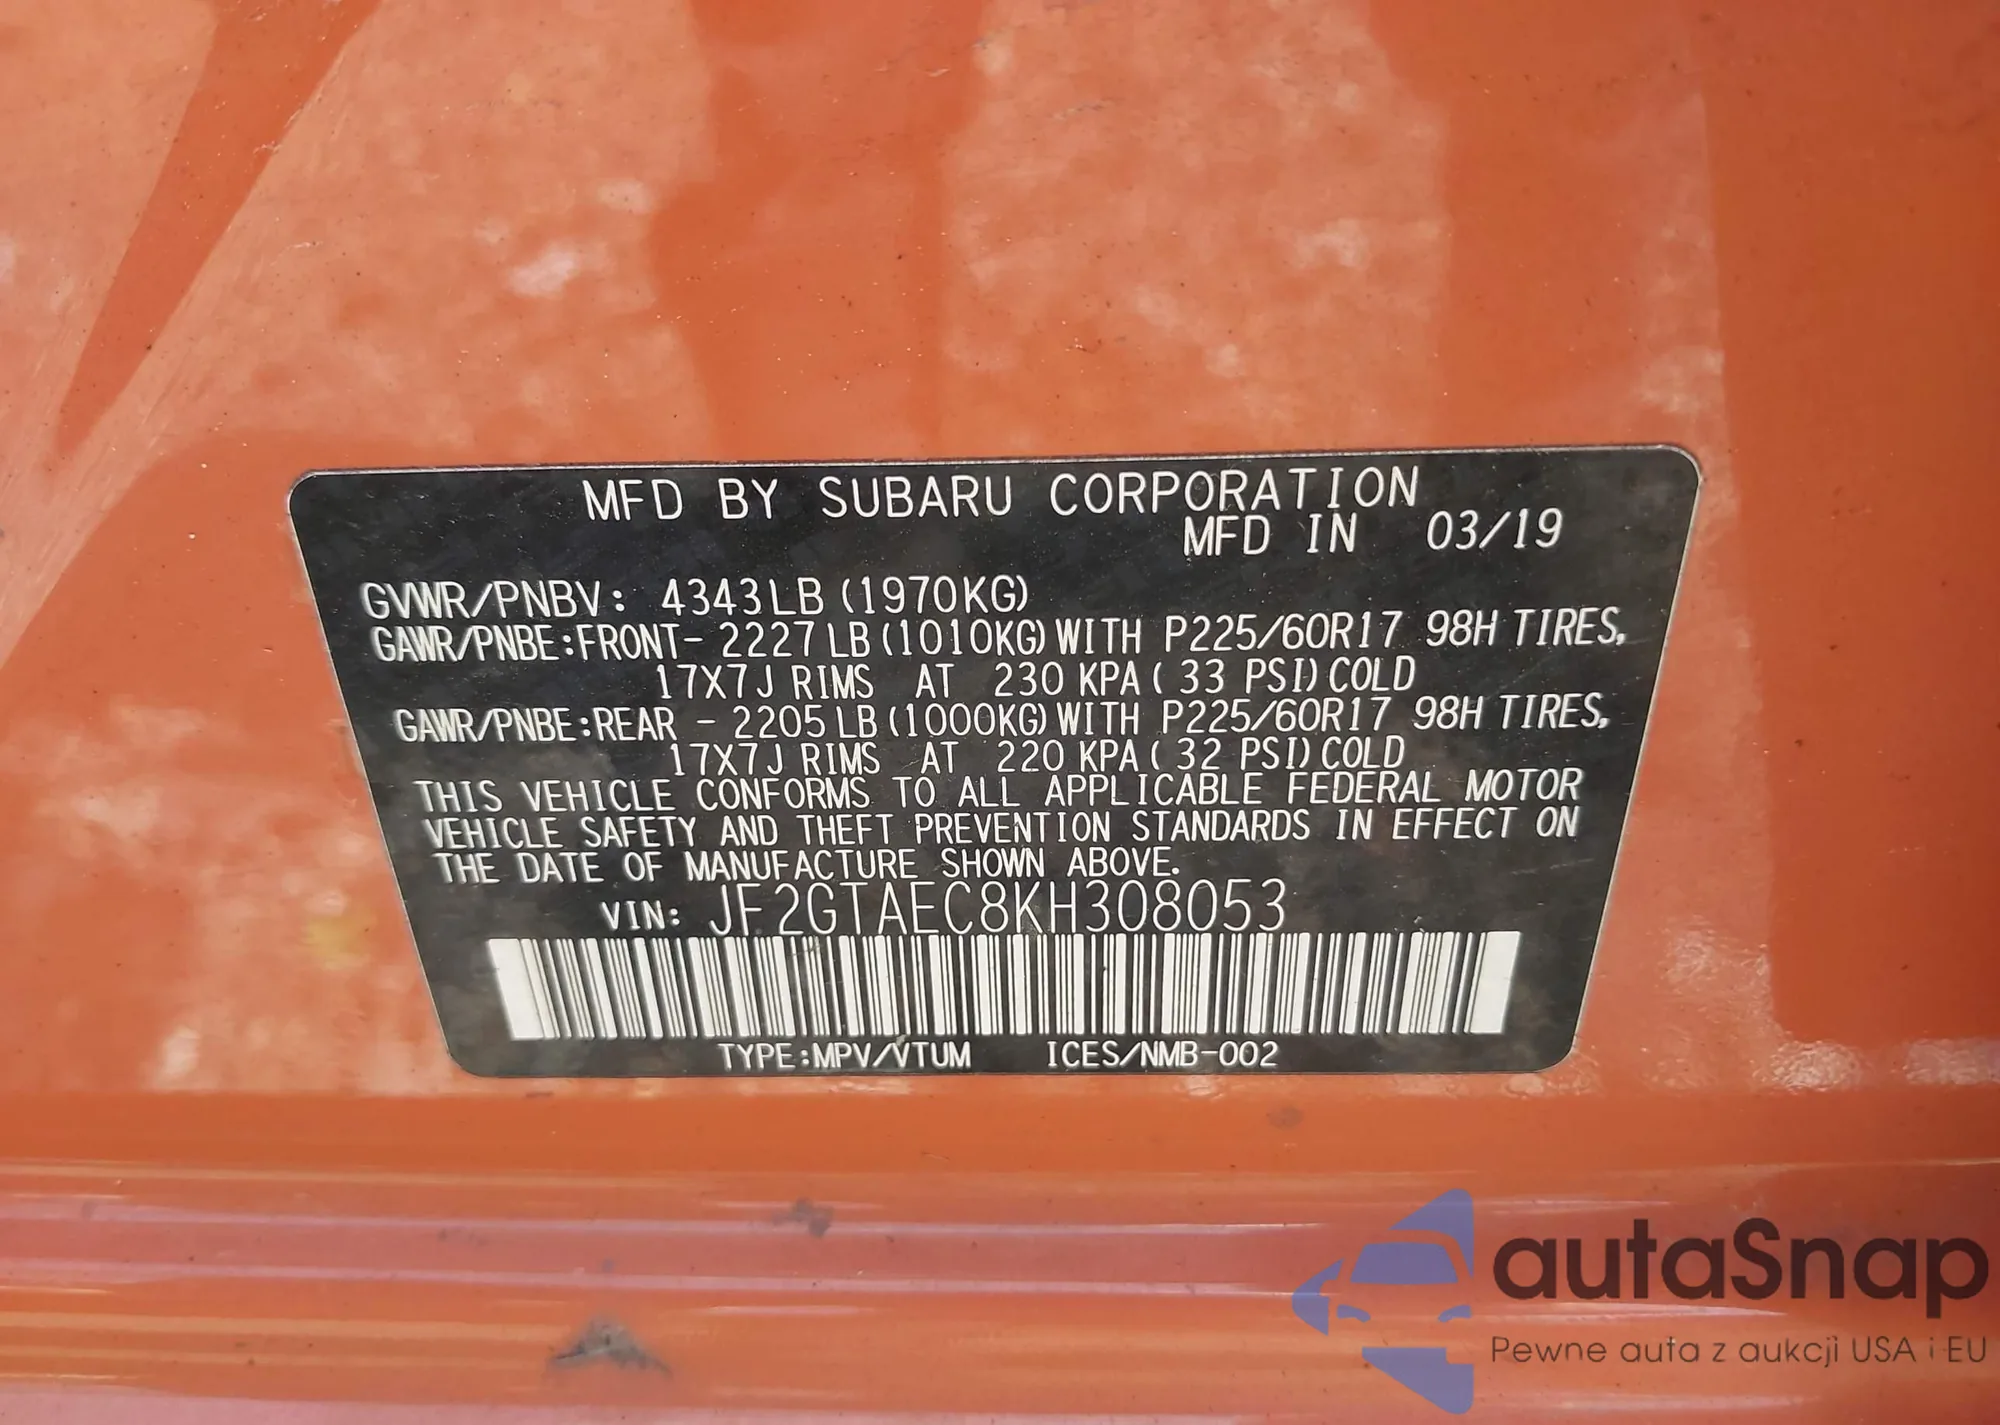 MFD BY SUBARU CORPORATION
MFD IN 03/19
GVWR/PNBV: 4343LB (1970KG)
GAWR/PNBE:FRONT- 2227LB(1010KG)WITH P225/60R17 98H TIRES,
17X7J RIMS AT 230 KPA( 33 PSI)COLD
GAWR/PNBE:REAR - 2205LB(1000KG)WITH P225/60R17 98H TIRES,
17X7J RIMS AT 220 KPA( 32 PSI)COLD
THIS VEHICLE CONFORMS TO ALL APPLICABLE FEDERAL MOTOR
VEHICLE SAFETY AND THEFT PREVENTION STANDARDS IN EFFECT ON
THE DATE OF MANUFACTURE SHOWN ABOVE.
VIN: JF2GTAEC8KH308053
TYPE:MPV/VTUM ICES/NMB-002
autaSnap
Pewne auta z aukcji USA i EU